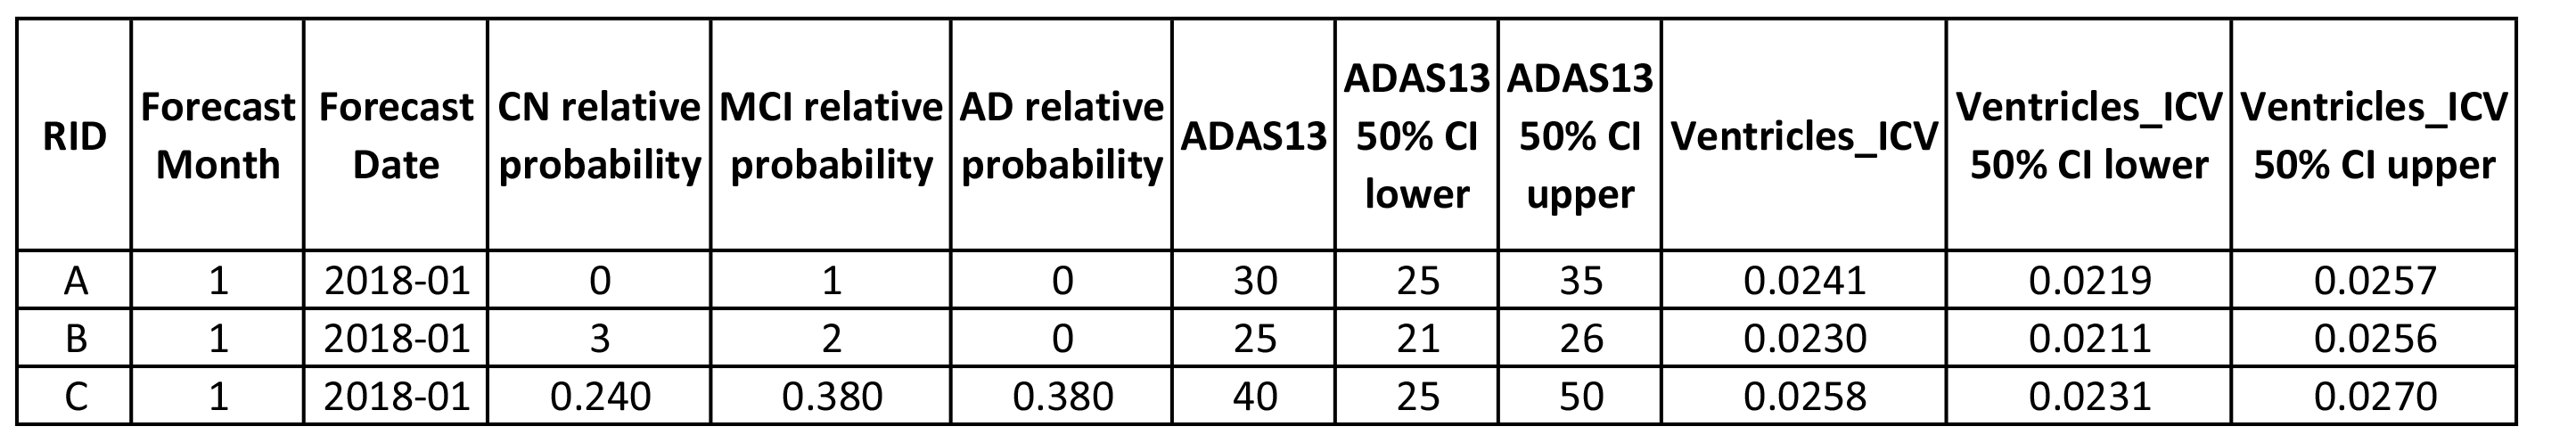 RID Forecast Month Forecast Date CN relative probability MCI relative probability AD relative probability ADAS13 ADAS13 50% CI lower ADAS13 50% CI upper Ventricles_ICV Ventricles_ICV 50% CI lower Ventricles_ICV 50% CI upper
A 1 2018-01 0 1 0 30 25 35 0.0241 0.0219 0.0257
B 1 2018-01 3 2 0 25 21 26 0.0230 0.0211 0.0256
C 1 2018-01 0.240 0.380 0.380 40 25 50 0.0258 0.0231 0.0270